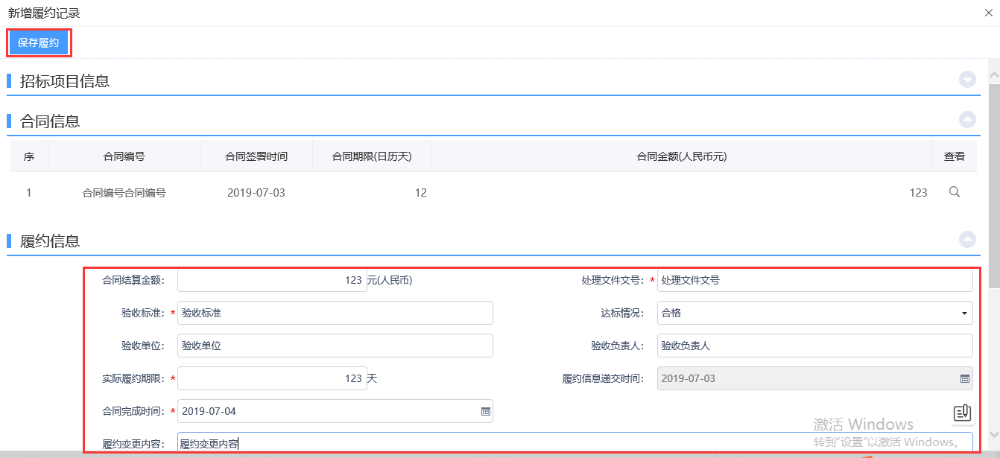 新增履约记录
保存履约
招标项目信息
合同信息
序 合同编号 合同签署时间 合同期限(日历天) 合同金额(人民币元) 查看
1 合同编号合同编号 2019-07-03 12 123
履约信息
合同结算金额: 123 元(人民币) 处理文件文号: * 处理文件文号
验收标准: * 验收标准 达标情况: 合格
验收单位: 验收单位 验收负责人: 验收负责人
实际履约期限: * 123 天 履约信息递交时间: 2019-07-03
合同完成时间: * 2019-07-04
激活 Windows
履约变更内容: 履约变更内容
转到"设置"以激活 Windows。